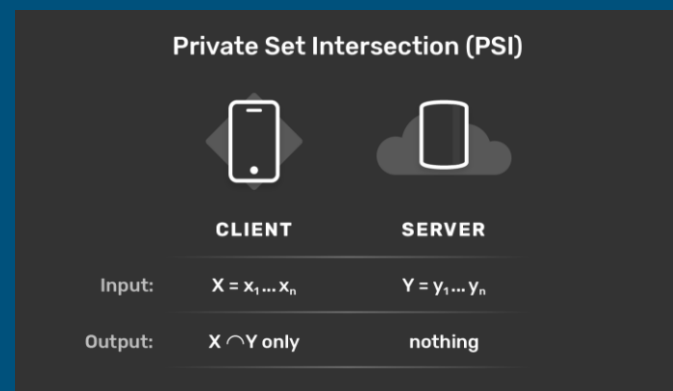 Private Set Intersection (PSI)
CLIENT SERVER
Input: X = x₁...xₙ Y = y₁...yₙ
Output: X ⌒Y only nothing